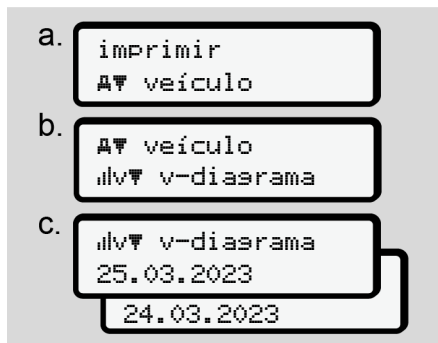 a.
imprimir
veículo
b.
veículo
v-diagrama
c.
v-diagrama
25.03.2023
24.03.2023